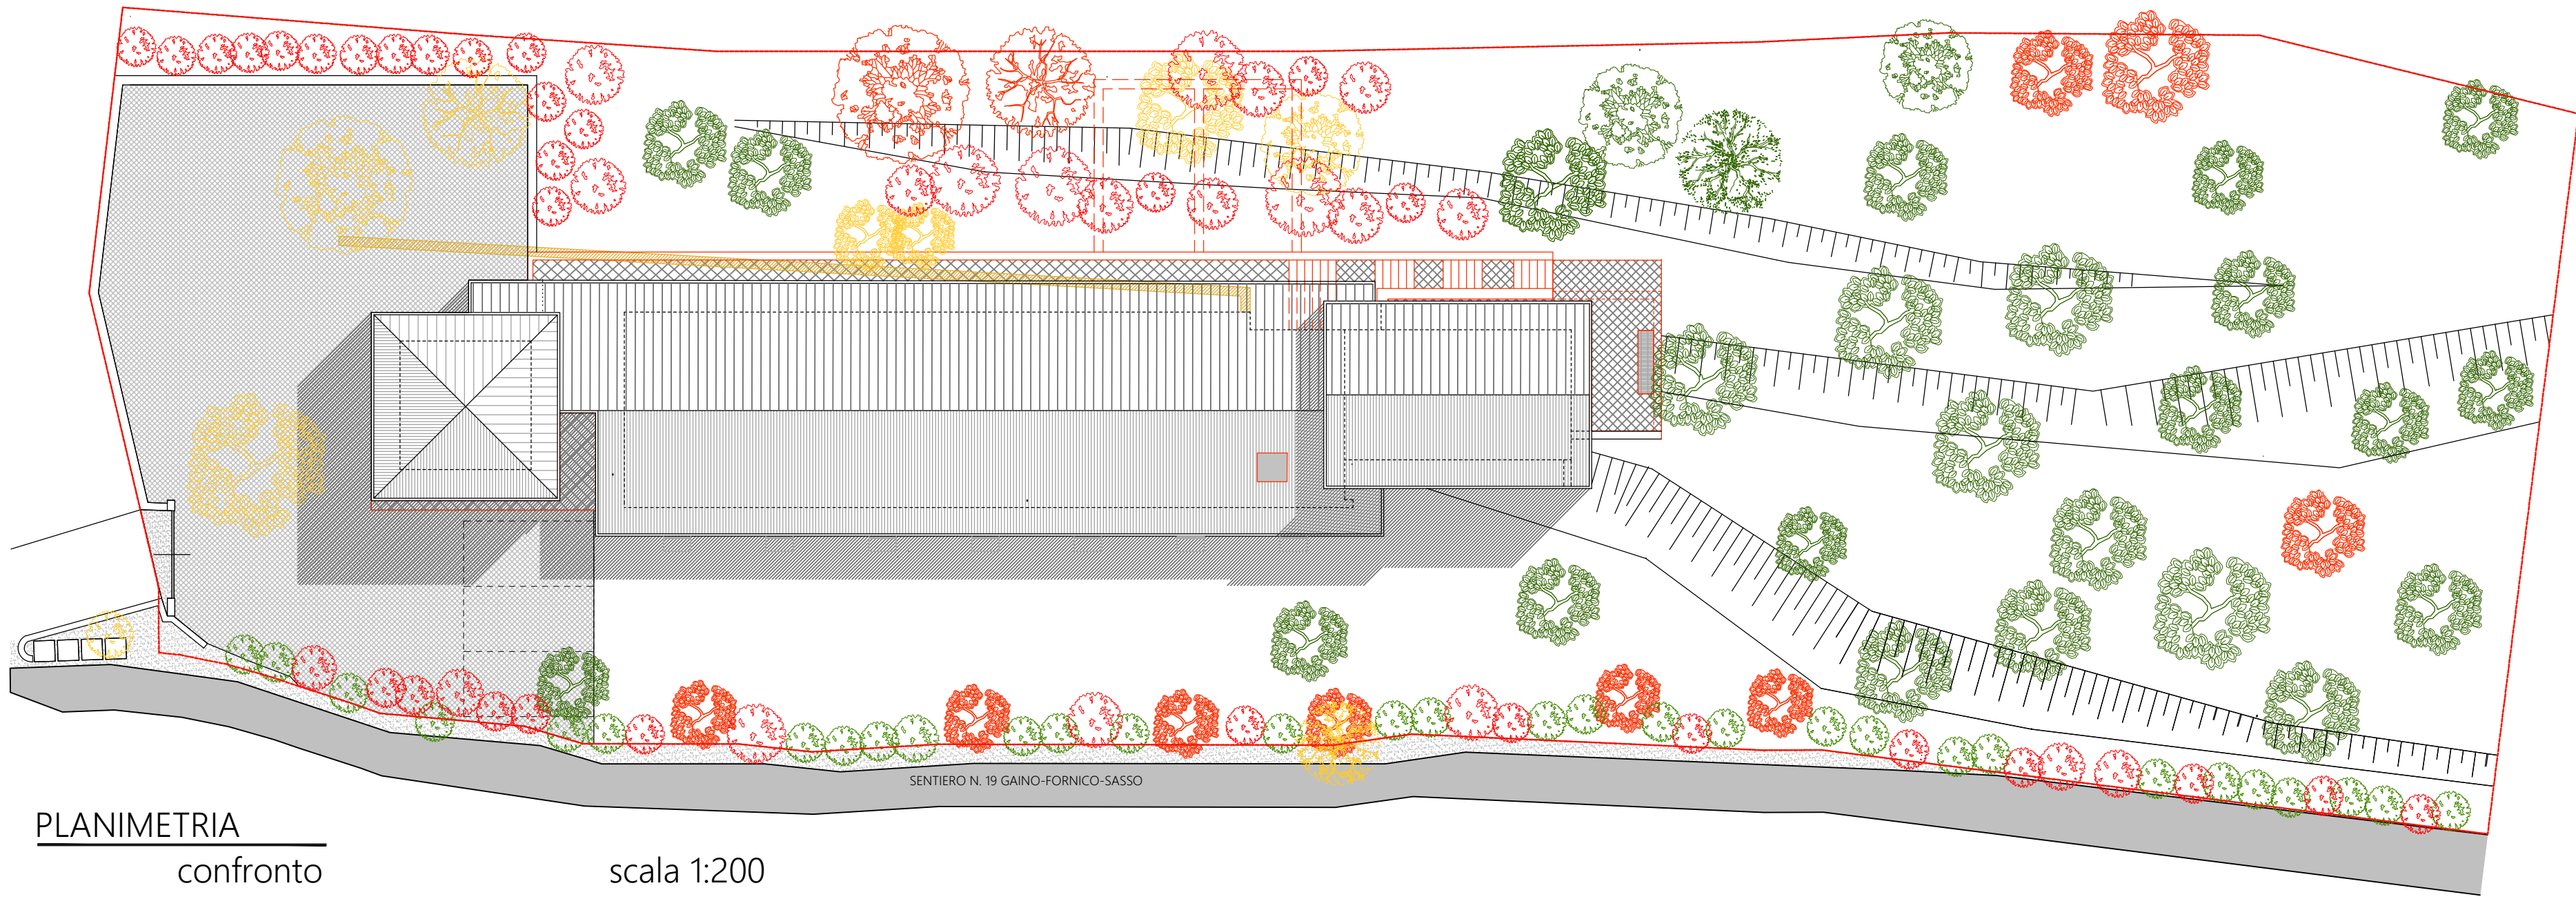 SENTIERO N. 19 GAINO-FORNICO-SASSO
PLANIMETRIA
confronto
scala 1:200